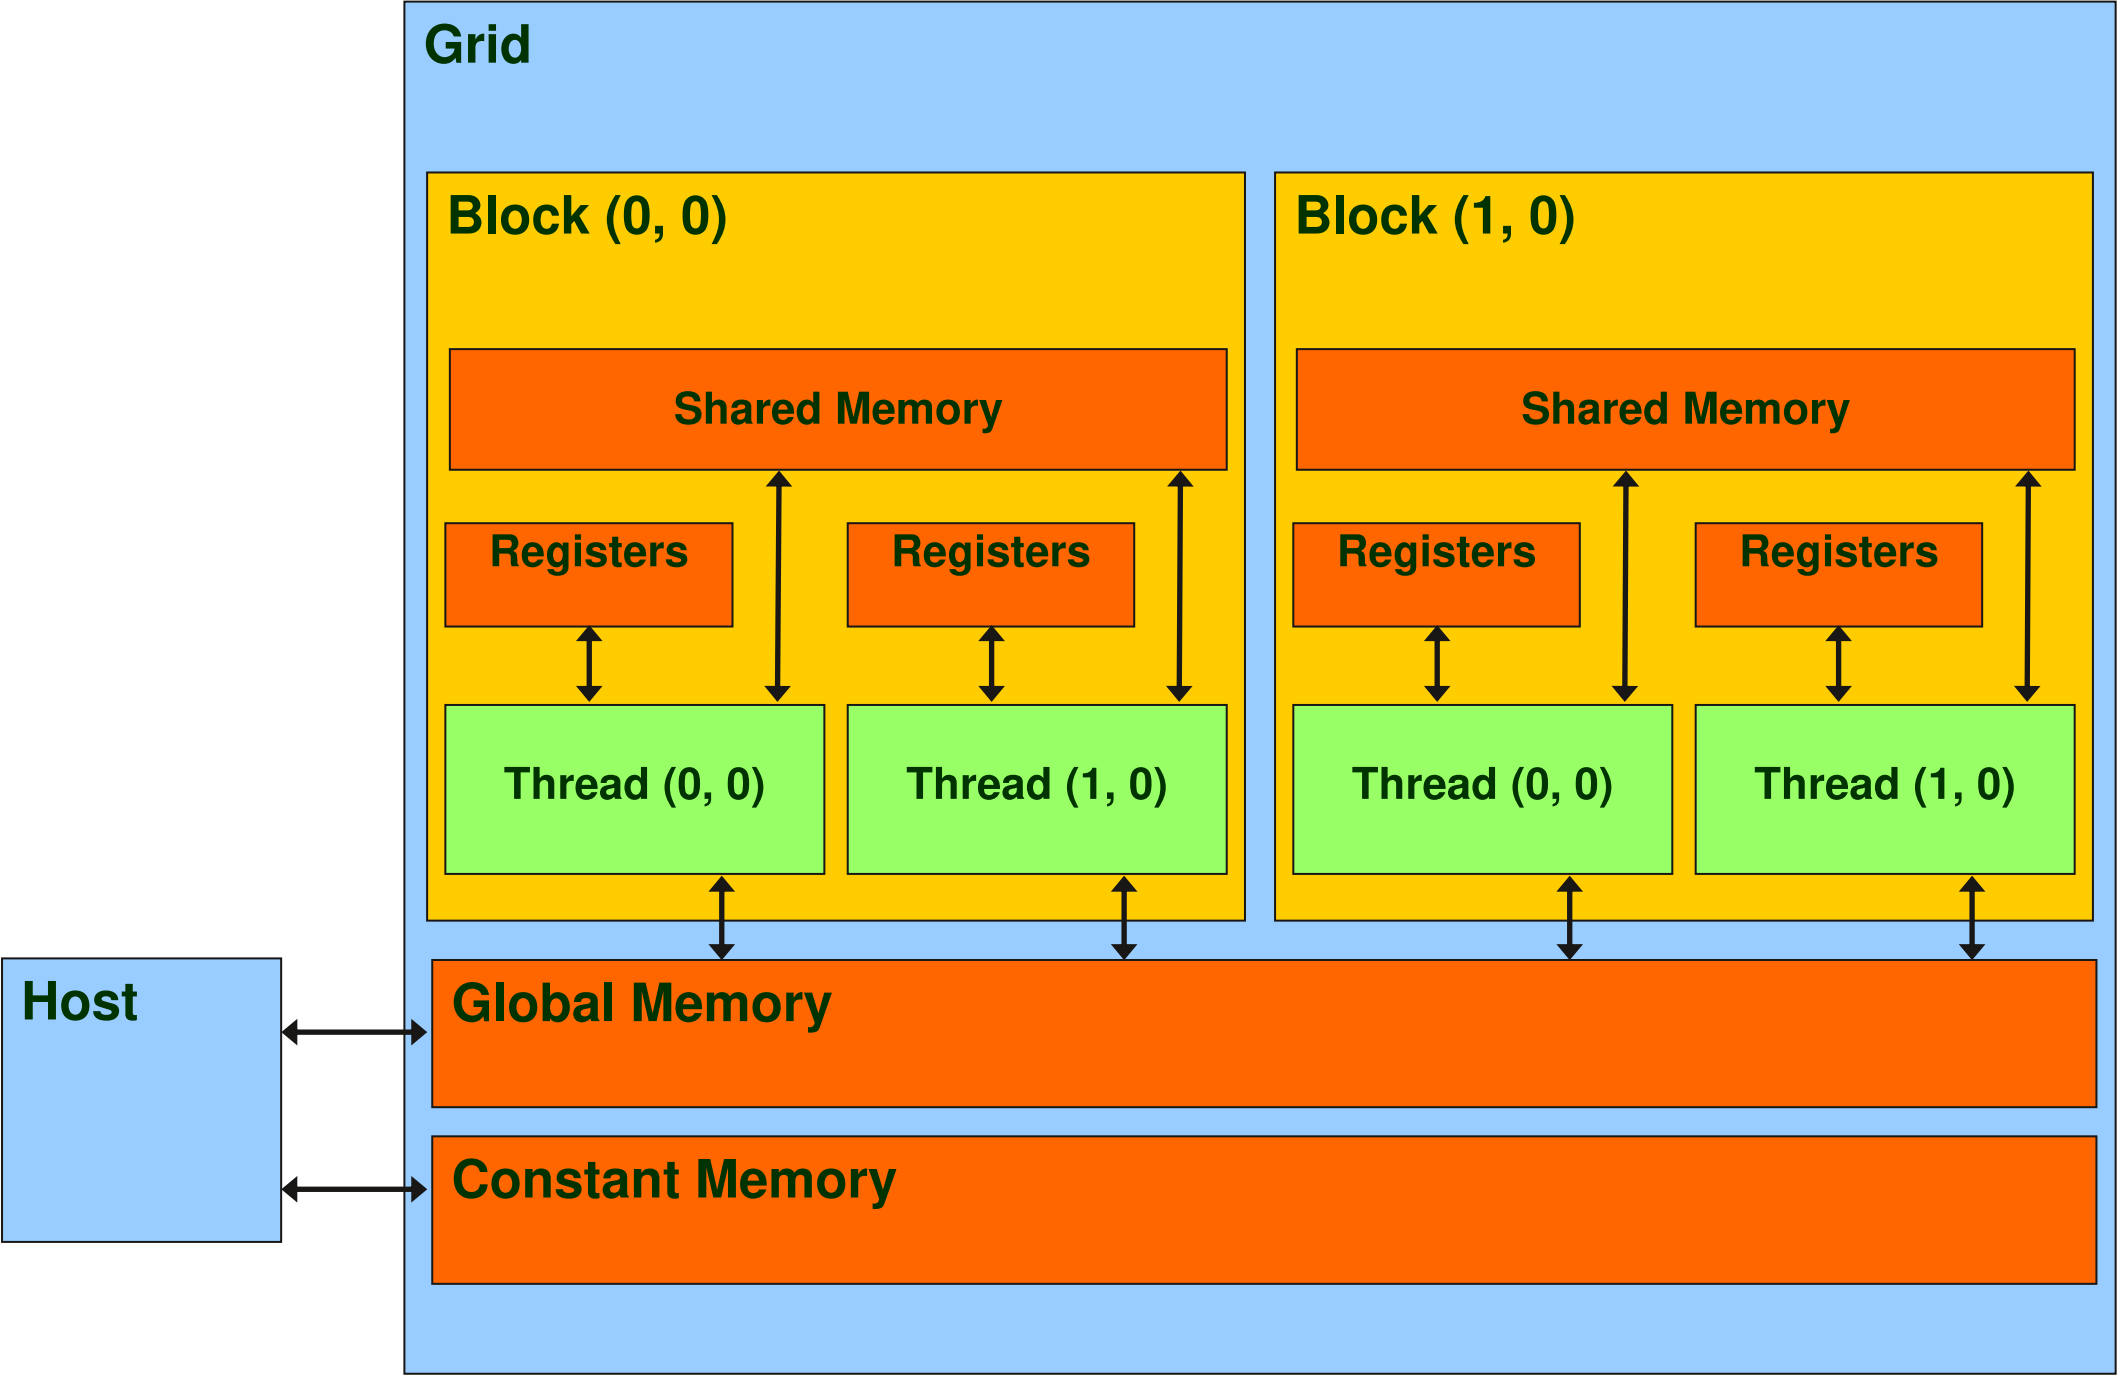 Grid
Block (0, 0)
Block (1, 0)
Shared Memory
Shared Memory
Registers
Registers
Registers
Registers
Thread (0, 0)
Thread (1, 0)
Thread (0, 0)
Thread (1, 0)
Host
Global Memory
Constant Memory